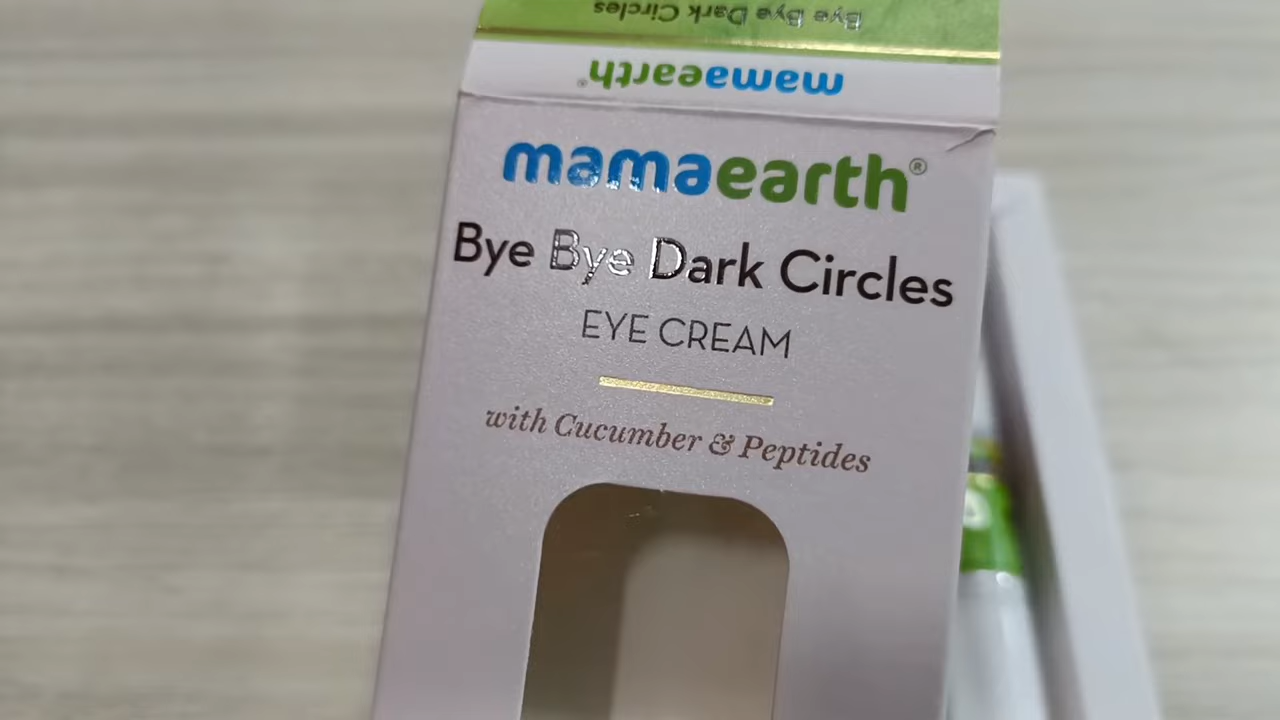 Bye Bye Dark Circles
mamaearth®
mamaearth®
Bye Bye Dark Circles
EYE CREAM
with Cucumber & Peptides